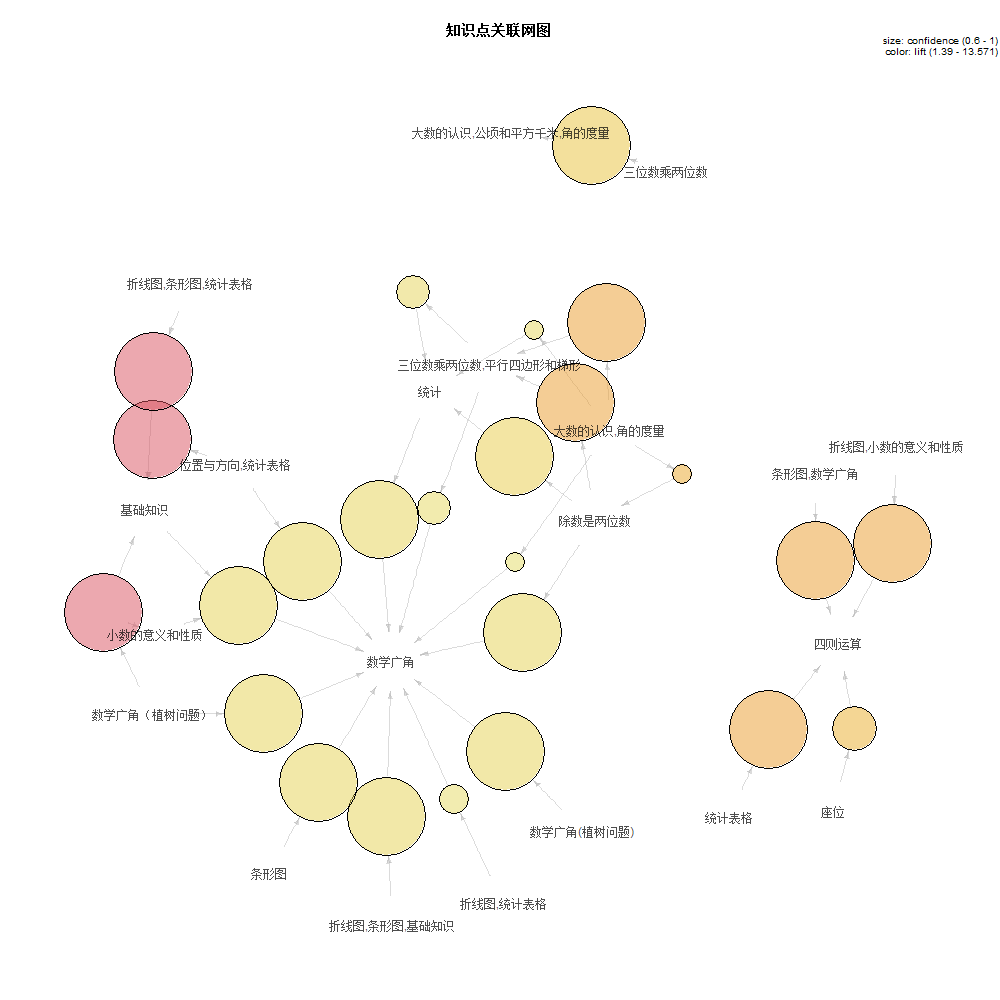 知识点关联网图
size: confidence (0.6 - 1)
color: lift (1.39 - 13.571)
大数的认识,公顷和平方千米,角的度量
三位数乘两位数
折线图,条形图,统计表格
三位数乘两位数,平行四边形和梯形
统计
大数的认识,角的度量
折线图,小数的意义和性质
位置与方向,统计表格
条形图,数学广角
基础知识
除数是两位数
小数的意义和性质
四则运算
数学广角
数学广角（植树问题）
统计表格
座位
数学广角(植树问题)
条形图
折线图,统计表格
折线图,条形图,基础知识